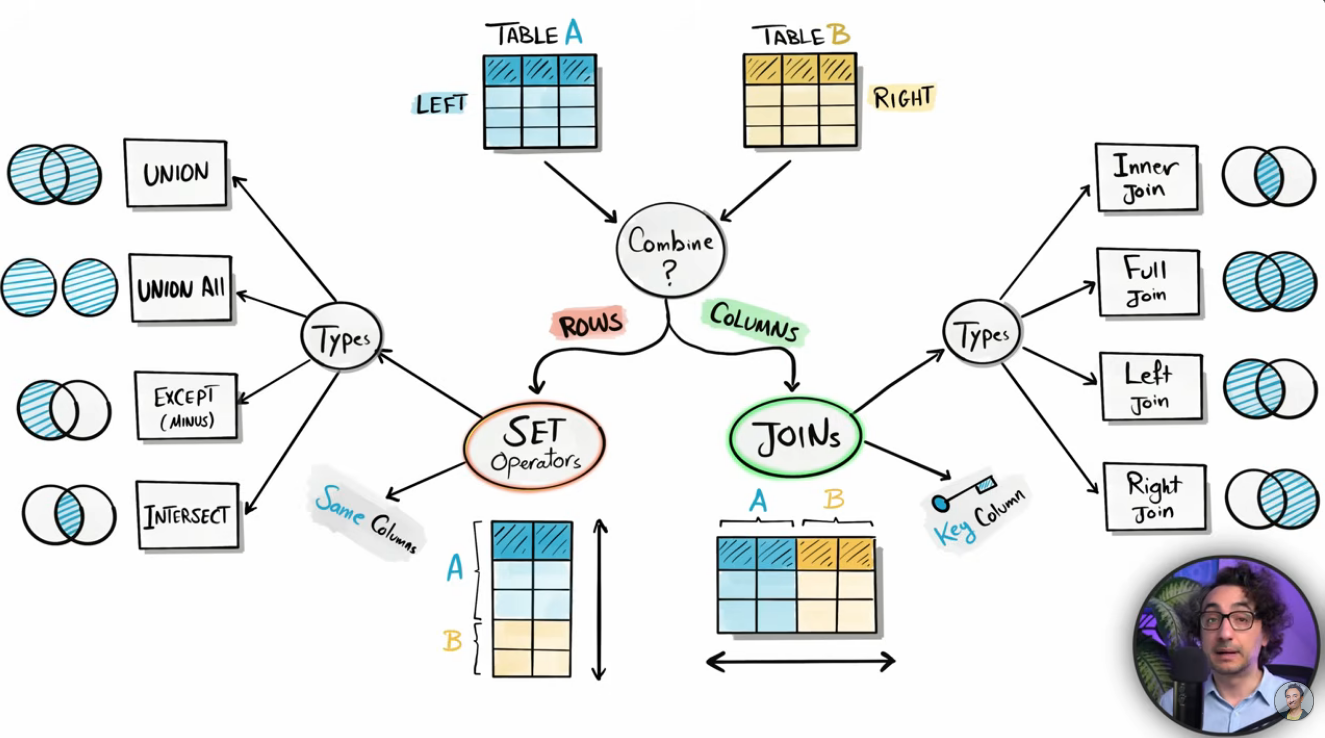 TABLE A
TABLE B
LEFT
RIGHT
Combine
?
ROWS
COLUMNS
UNION
UNION All
EXCEPT
(MINUS)
INTERSECT
Types
SET
Operators
Same Columns
A
B
JOINs
Key Column
A
B
Types
Inner
Join
Full
Join
Left
Join
Right
Join